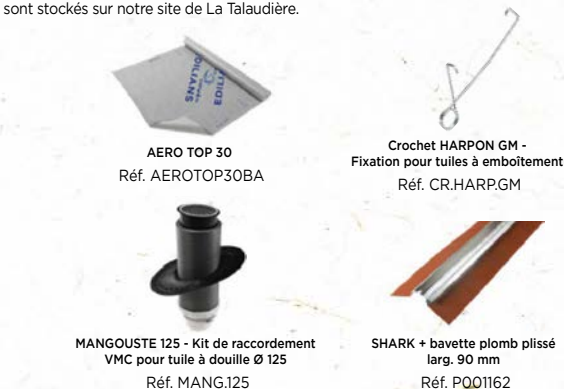 sont stockés sur notre site de La Talaudière.
EDILIANS
EDILI
AERO TOP 30
Réf. AEROTOP30BA
Crochet HARPON GM -
Fixation pour tuiles à emboîtement
Réf. CR.HARP.GM
MANGOUSTE 125 - Kit de raccordement
VMC pour tuile à douille Ø 125
Réf. MANG.125
SHARK + bavette plomb plissé
larg. 90 mm
Réf. P001162